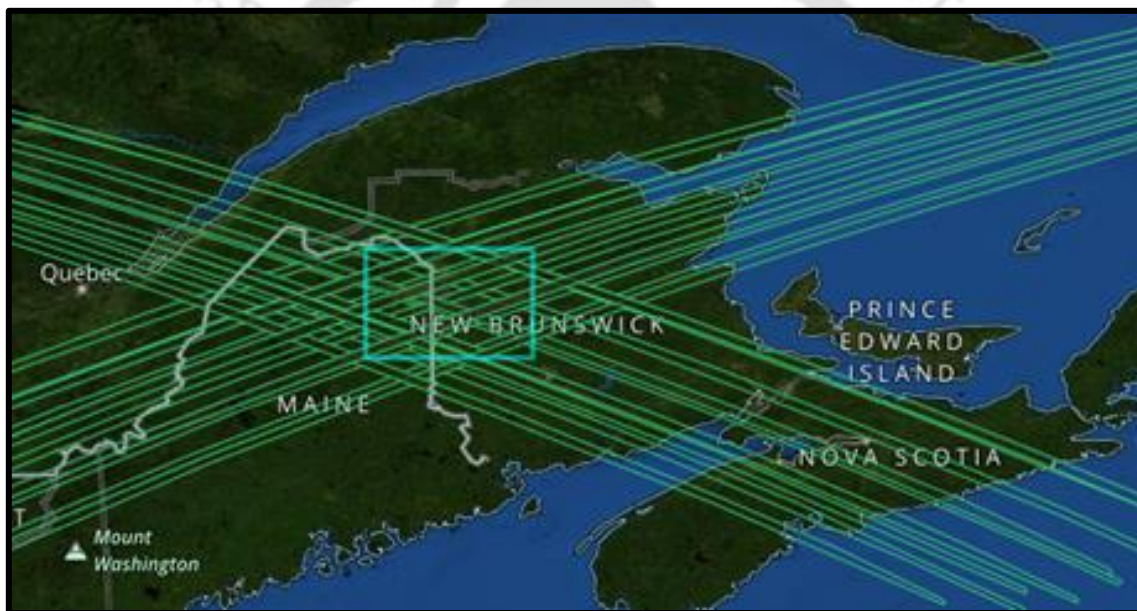 Quebec
PRINCE
EDWARD
ISLAND
NEW BRUNSWICK
MAINE
NOVA SCOTIA
T
Mount
Washington